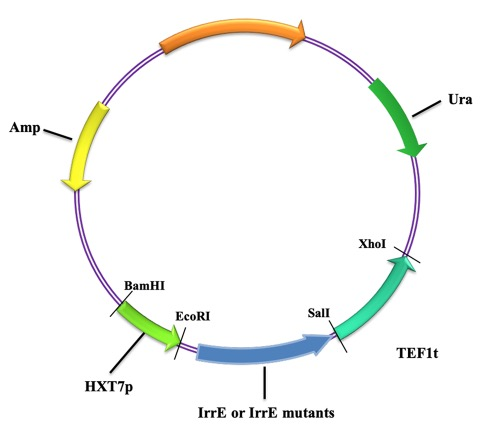 Ura
Amp
XhoI
BamHI
EcoRI
SalI
TEF1t
HXT7p
IrrE or IrrE mutants